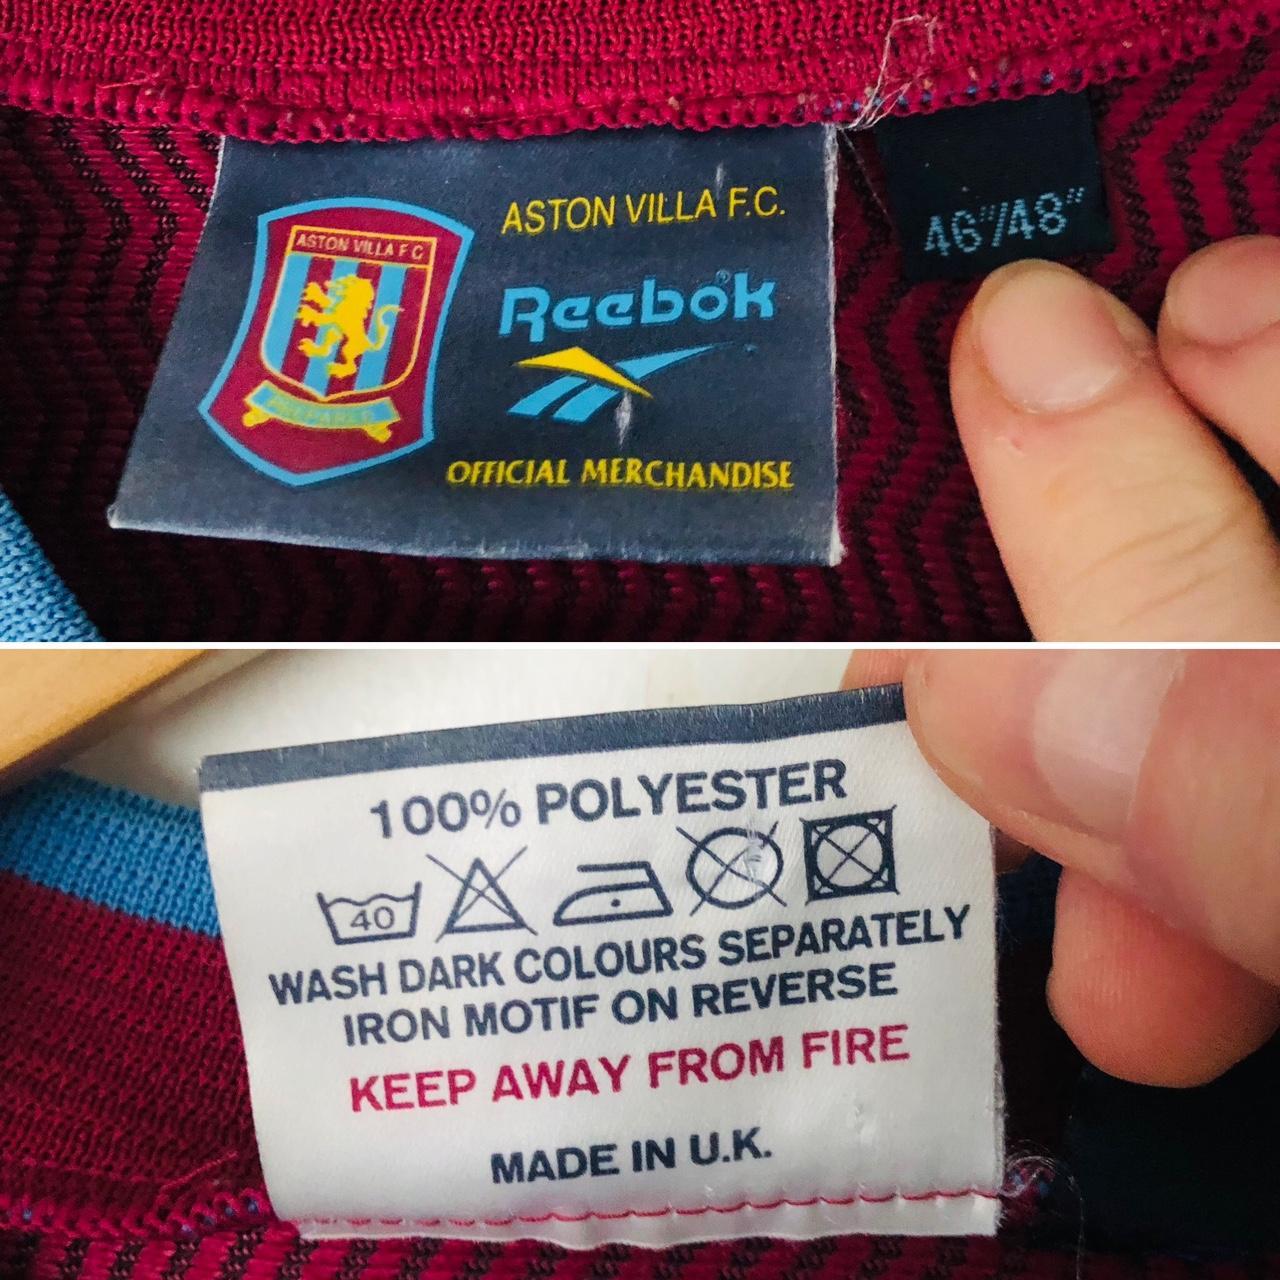 ASTON VILLA F.C.
46"/48"
ASTON VILLA F C
Reebok®
PREPARED
OFFICIAL MERCHANDISE
100% POLYESTER
40
WASH DARK COLOURS SEPARATELY
IRON MOTIF ON REVERSE
KEEP AWAY FROM FIRE
MADE IN U.K.